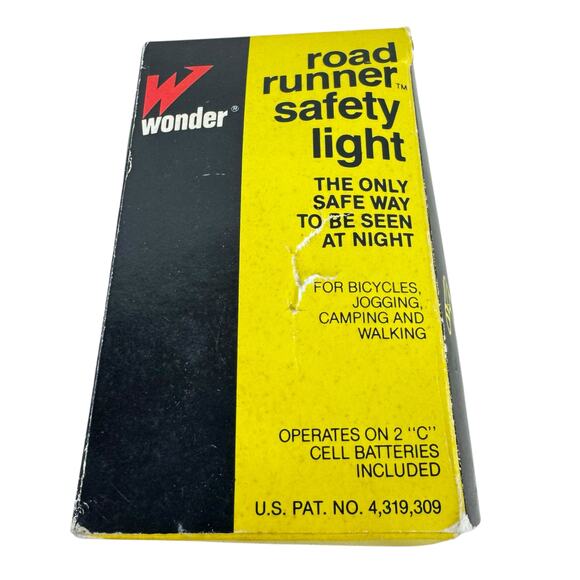 wonder®
road
runner™
safety
light
THE ONLY
SAFE WAY
TO BE SEEN
AT NIGHT
FOR BICYCLES,
JOGGING,
CAMPING AND
WALKING
OPERATES ON 2 "C"
CELL BATTERIES
INCLUDED
U.S. PAT. NO. 4,319,309